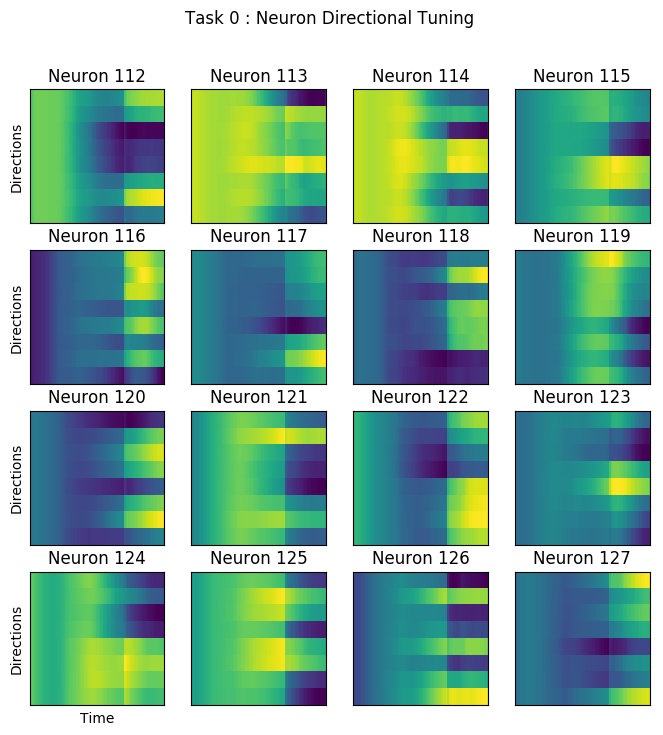 Task 0 : Neuron Directional Tuning
Neuron 112
Neuron 113
Neuron 114
Neuron 115
Directions
Neuron 116
Neuron 117
Neuron 118
Neuron 119
Directions
Neuron 120
Neuron 121
Neuron 122
Neuron 123
Directions
Neuron 124
Neuron 125
Neuron 126
Neuron 127
Directions
Time